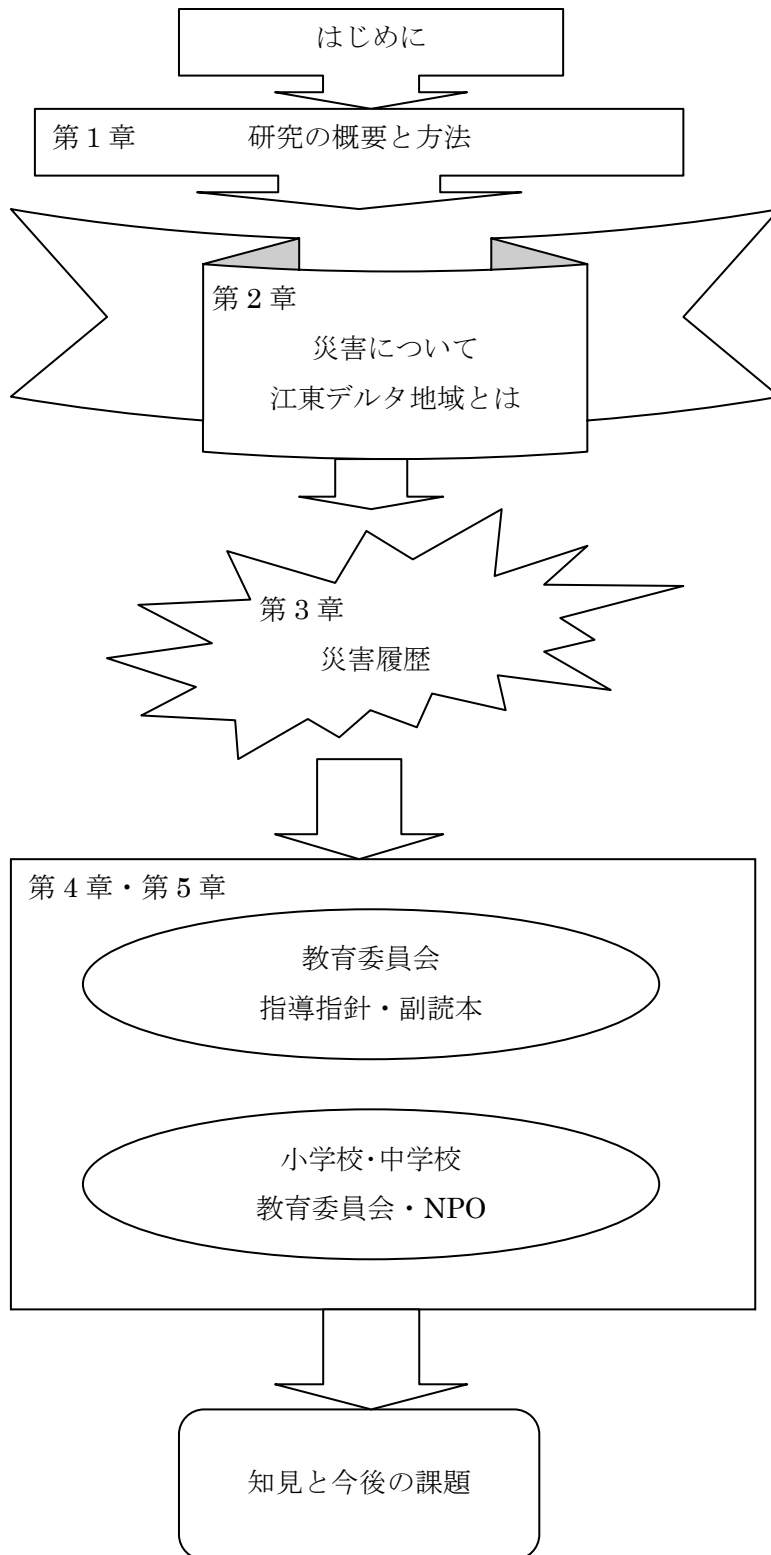 はじめに
第1章 研究の概要と方法
第2章
災害について
江東デルタ地域とは
第3章
災害履歴
第4章・第5章
教育委員会
指導指針・副読本
小学校・中学校
教育委員会・NPO
知見と今後の課題